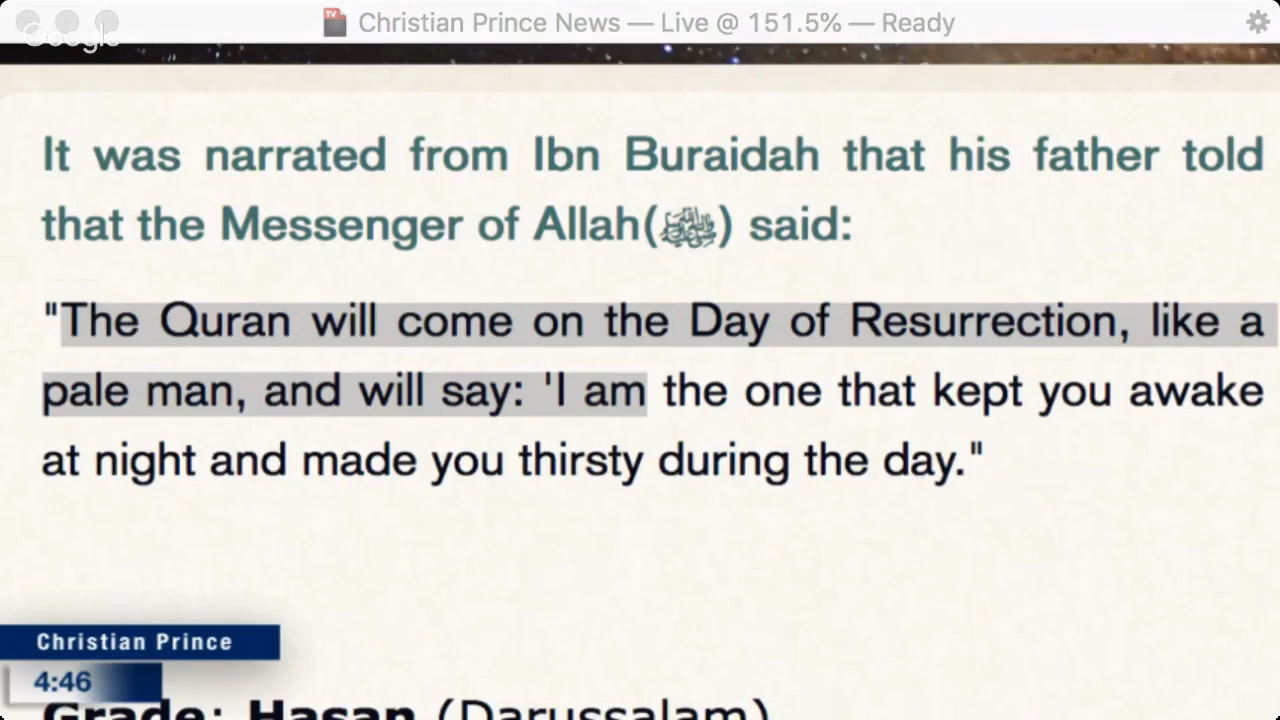 Christian Prince News — Live @ 151.5% — Ready
Google
It was narrated from Ibn Buraidah that his father told
that the Messenger of Allah(ﷺ) said:
"The Quran will come on the Day of Resurrection, like a
pale man, and will say: 'I am the one that kept you awake
at night and made you thirsty during the day."
Christian Prince
4:46
Grade: Hasan (Darussalam)